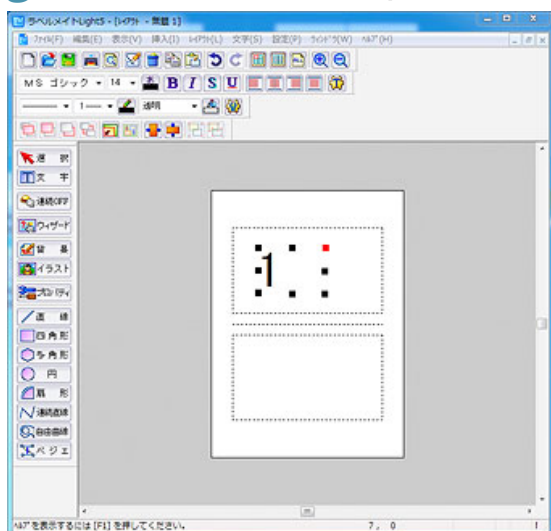 ラベルメイトLight5 - [ﾚｲｱｳﾄ - 無題 1]
ﾌｧｲﾙ(F) 編集(E) 表示(V) 挿入(I) ﾚｲｱｳﾄ(L) 文字(S) 設定(P) ｳｨﾝﾄﾞｳ(W) ﾍﾙﾌﾟ(H)
MS ゴシック 14 B I S U
1 透明
選 択
文 字
連続OFF
ウィザード
背 景
イラスト
ﾌﾟﾛﾊﾟﾃｨ
直 線
四角形
多角形
円
扇 形
連続直線
自由曲線
ベジェ
1
ﾍﾙﾌﾟを表示するには [F1] を押してください。 7, 0 1